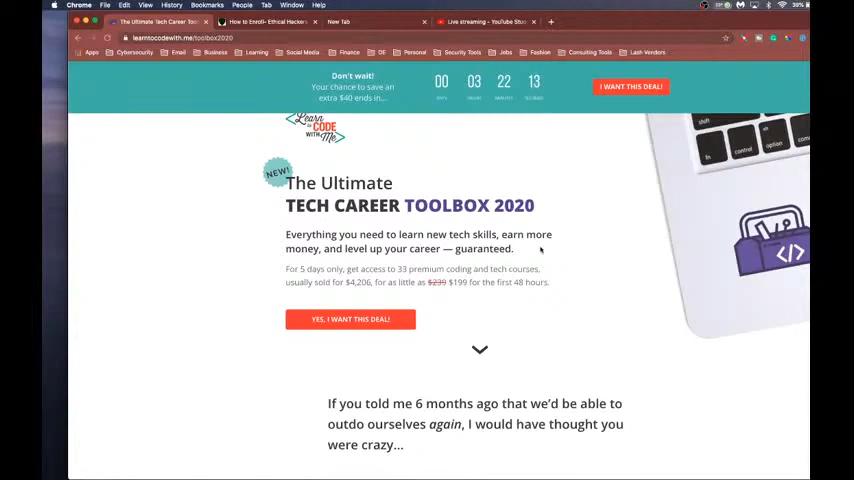 Chrome File Edit View History Bookmarks People Tab Window Help
The Ultimate Tech Career Tool
How to Enroll- Ethical Hackers
New Tab
Live streaming - YouTube Stu
learntocodewith.me/toolbox2020
Apps Cybersecurity Email Business Learning Social Media Finance DE Personal Security Tools Jobs Fashion Consulting Tools Lash Vendors
Don't wait!
Your chance to save an
extra $40 ends in...
00 03 22 13
I WANT THIS DEAL!
Learn
to CODE
WITH Me
NEW!
The Ultimate
TECH CAREER TOOLBOX 2020
Everything you need to learn new tech skills, earn more
money, and level up your career — guaranteed.
For 5 days only, get access to 33 premium coding and tech courses,
usually sold for $4,206, for as little as $239 $199 for the first 48 hours.
YES, I WANT THIS DEAL!
If you told me 6 months ago that we'd be able to
outdo ourselves again, I would have thought you
were crazy...
shift
fn
control